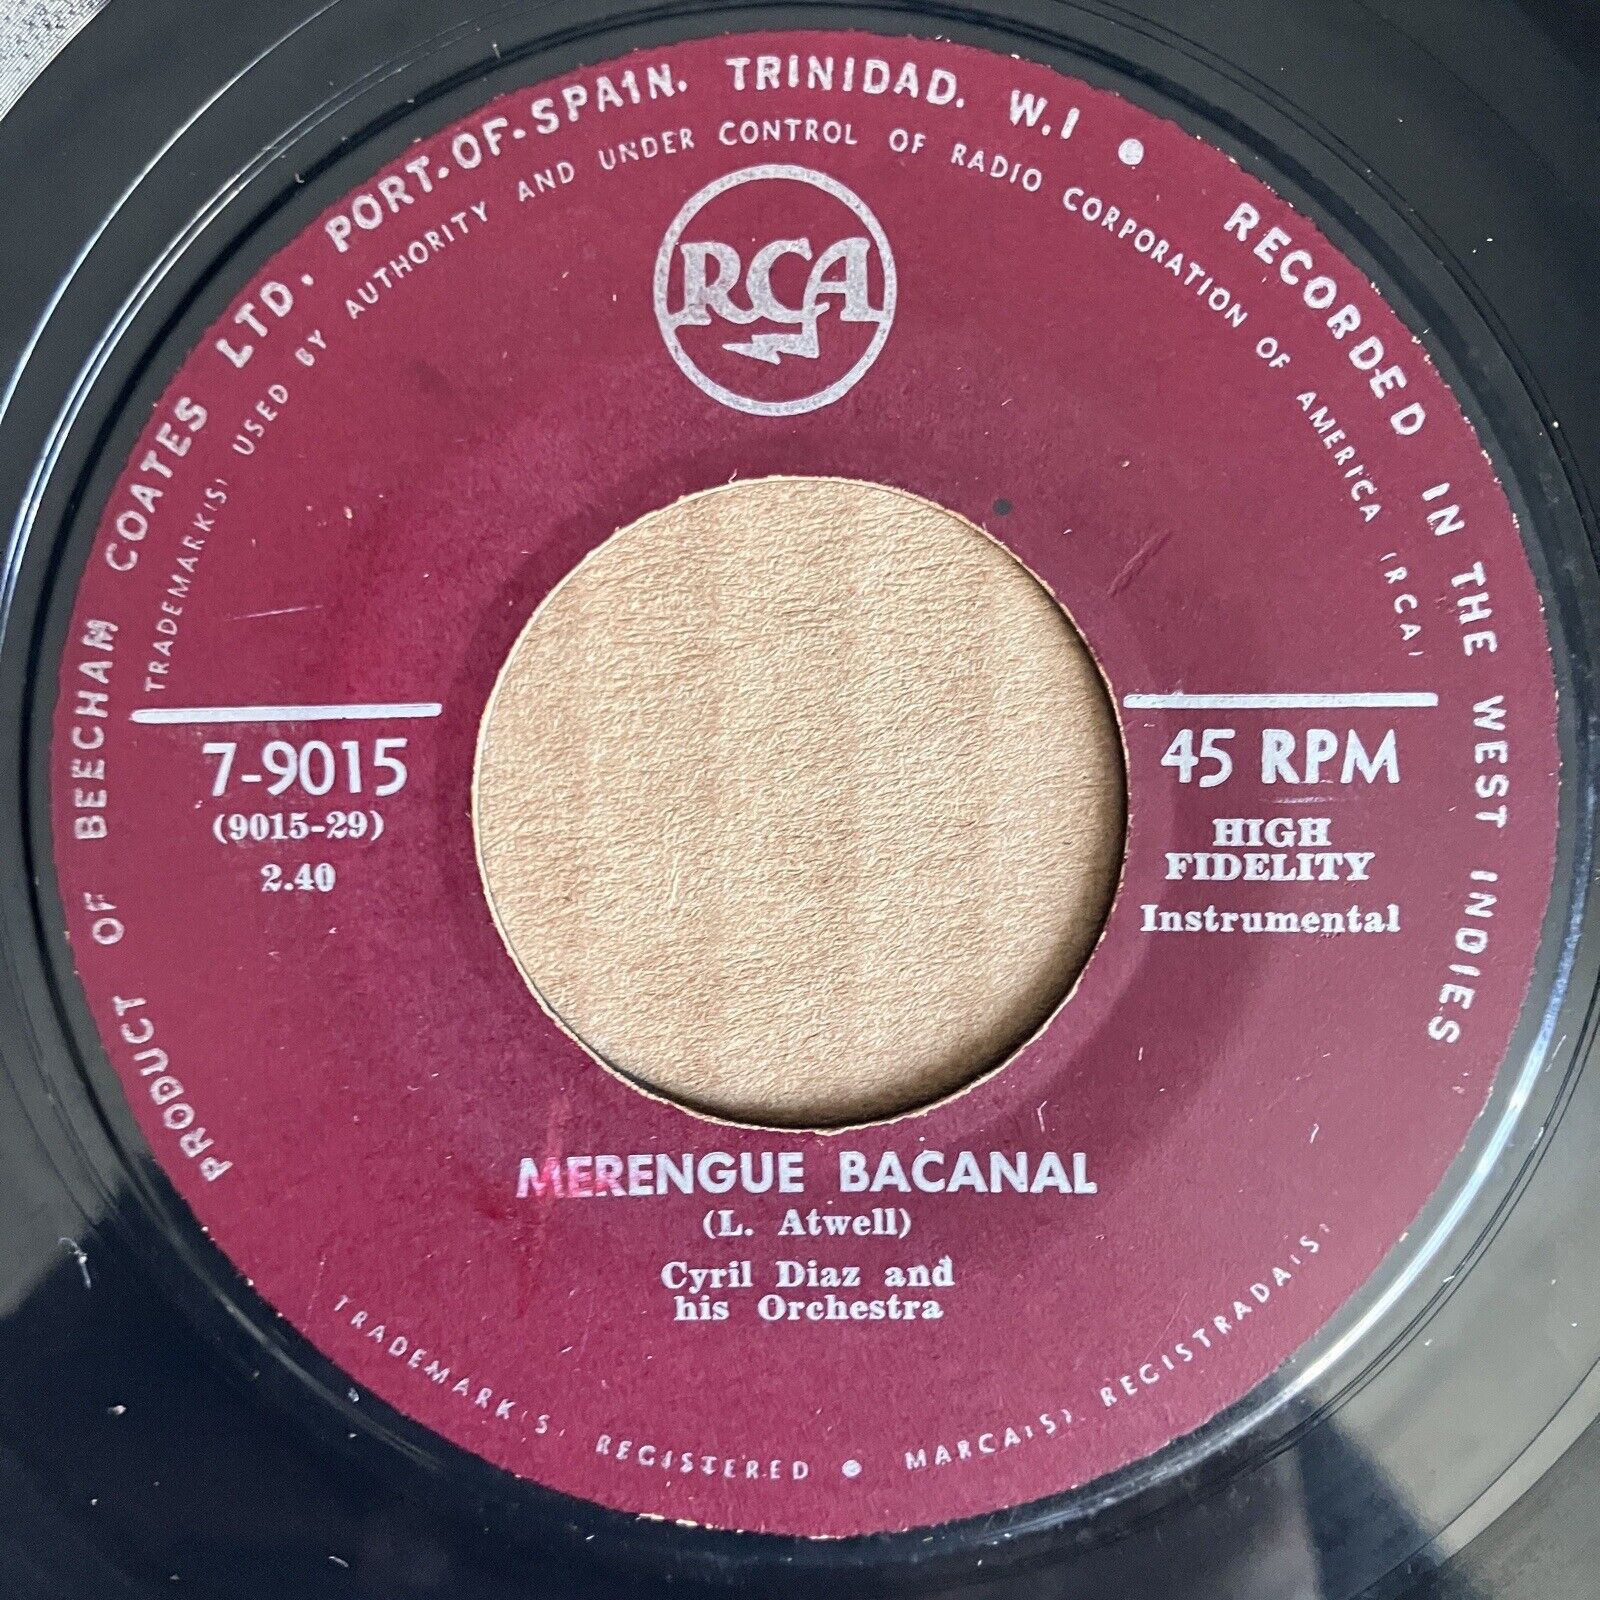 PRODUCT OF BEECHAM COATES LTD. PORT-OF-SPAIN. TRINIDAD. W.I • RECORDED IN THE WEST INDIES
TRADEMARK(S) USED BY AUTHORITY AND UNDER CONTROL OF RADIO CORPORATION OF AMERICA (RCA)
RCA
7-9015
(9015-29)
2.40
45 RPM
HIGH
FIDELITY
Instrumental
MERENGUE BACANAL
(L. Atwell)
Cyril Diaz and
his Orchestra
TRADEMARK(S) REGISTERED • MARCA(S) REGISTRADA(S)